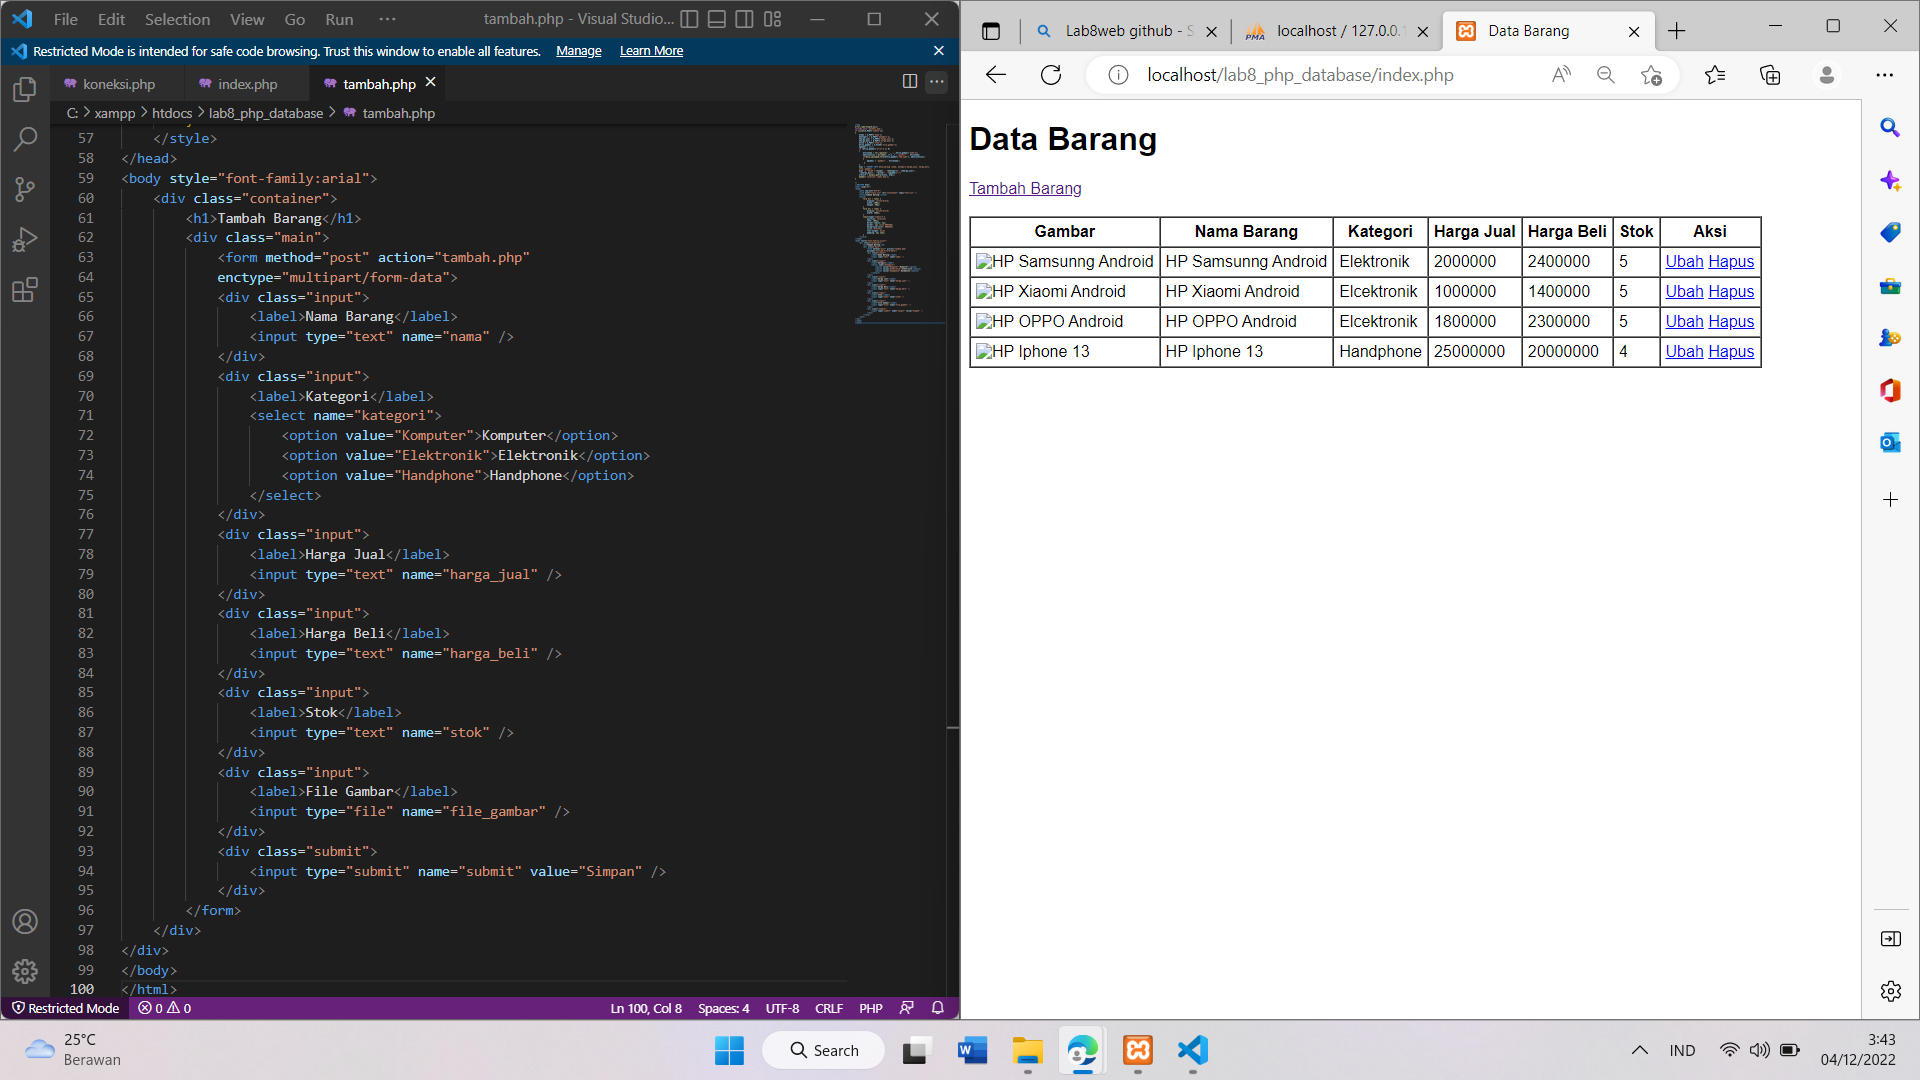 File Edit Selection View Go Run ··· tambah.php - Visual Studio...
Restricted Mode is intended for safe code browsing. Trust this window to enable all features. Manage Learn More
koneksi.php index.php tambah.php
C: > xampp > htdocs > lab8_php_database > tambah.php
57 </style>
58 </head>
59 <body style="font-family:arial">
60 <div class="container">
61 <h1>Tambah Barang</h1>
62 <div class="main">
63 <form method="post" action="tambah.php"
64 enctype="multipart/form-data">
65 <div class="input">
66 <label>Nama Barang</label>
67 <input type="text" name="nama" />
68 </div>
69 <div class="input">
70 <label>Kategori</label>
71 <select name="kategori">
72 <option value="Komputer">Komputer</option>
73 <option value="Elektronik">Elektronik</option>
74 <option value="Handphone">Handphone</option>
75 </select>
76 </div>
77 <div class="input">
78 <label>Harga Jual</label>
79 <input type="text" name="harga_jual" />
80 </div>
81 <div class="input">
82 <label>Harga Beli</label>
83 <input type="text" name="harga_beli" />
84 </div>
85 <div class="input">
86 <label>Stok</label>
87 <input type="text" name="stok" />
88 </div>
89 <div class="input">
90 <label>File Gambar</label>
91 <input type="file" name="file_gambar" />
92 </div>
93 <div class="submit">
94 <input type="submit" name="submit" value="Simpan" />
95 </div>
96 </form>
97 </div>
98 </div>
99 </body>
100 </html>
Restricted Mode 0 0 Ln 100, Col 8 Spaces: 4 UTF-8 CRLF PHP
Lab8web github - S localhost / 127.0.0.1 Data Barang
localhost/lab8_php_database/index.php
Data Barang
Tambah Barang
Gambar Nama Barang Kategori Harga Jual Harga Beli Stok Aksi
HP Samsunng Android HP Samsunng Android Elektronik 2000000 2400000 5 Ubah Hapus
HP Xiaomi Android HP Xiaomi Android Elcektronik 1000000 1400000 5 Ubah Hapus
HP OPPO Android HP OPPO Android Elcektronik 1800000 2300000 5 Ubah Hapus
HP Iphone 13 HP Iphone 13 Handphone 25000000 20000000 4 Ubah Hapus
25°C
Berawan
Search
IND
3:43
04/12/2022